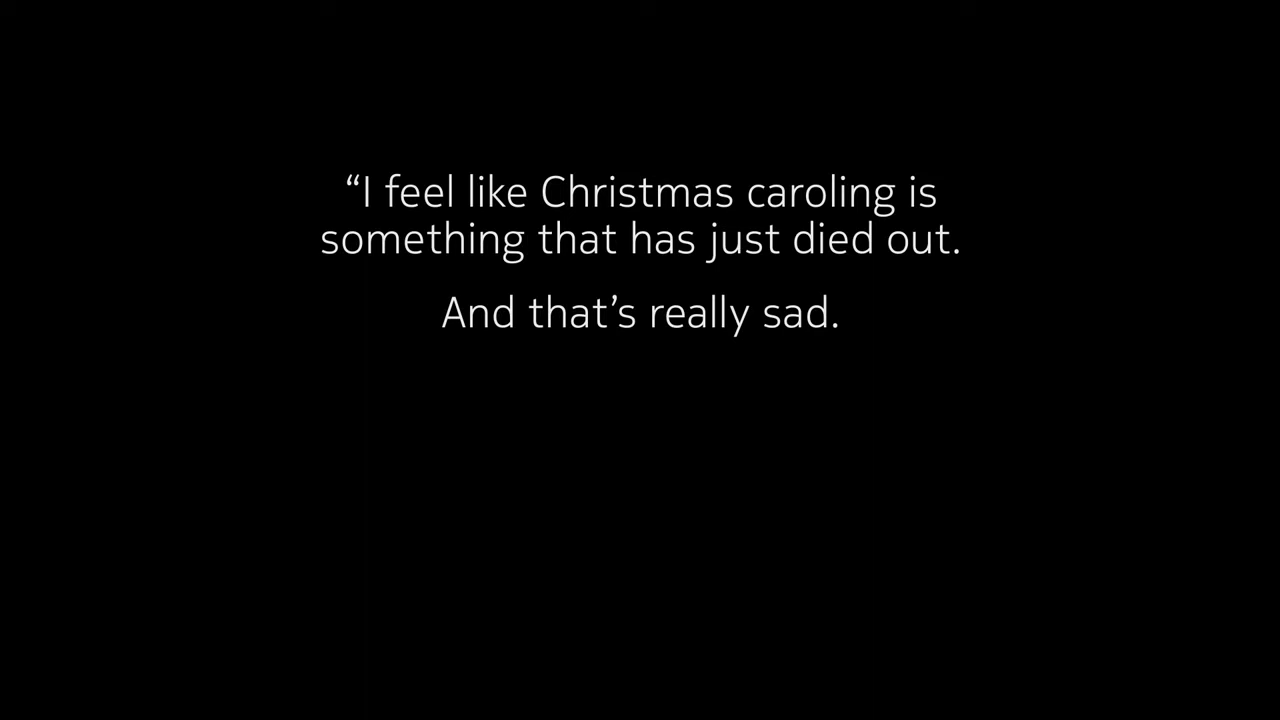 “I feel like Christmas caroling is
something that has just died out.
And that’s really sad.